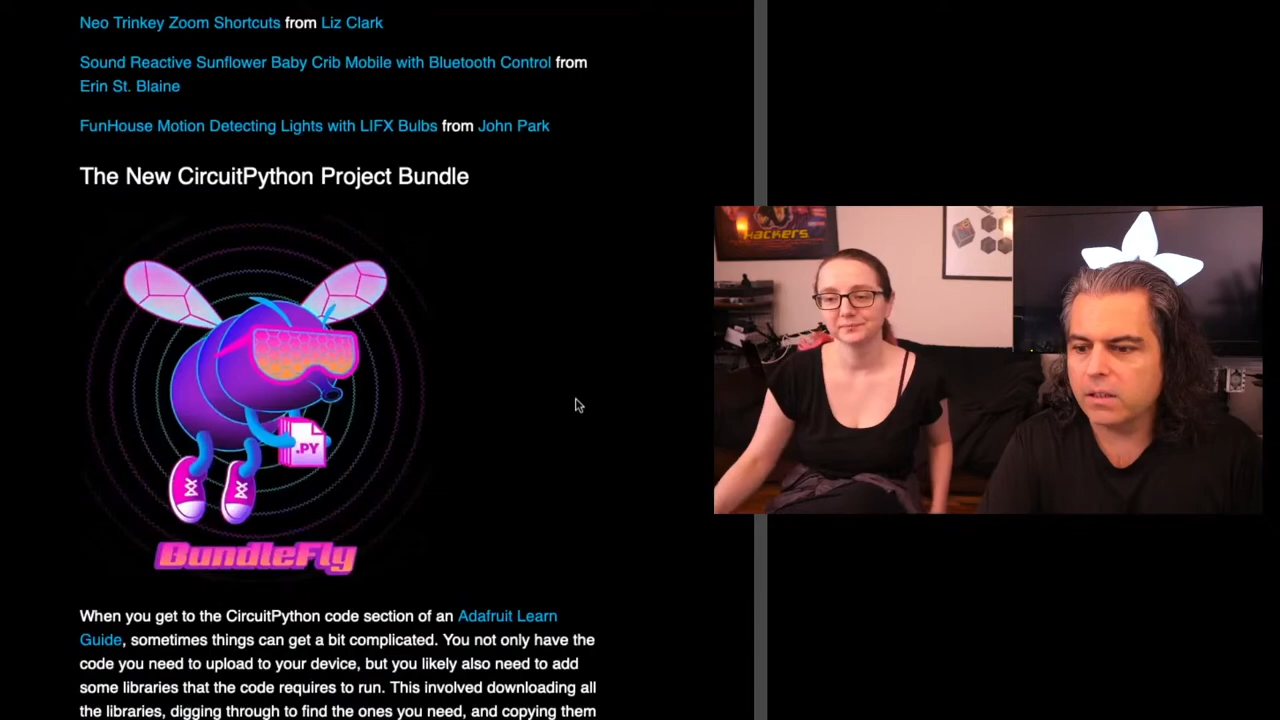 Neo Trinkey Zoom Shortcuts from Liz Clark
Sound Reactive Sunflower Baby Crib Mobile with Bluetooth Control from
Erin St. Blaine
FunHouse Motion Detecting Lights with LIFX Bulbs from John Park
The New CircuitPython Project Bundle
HACKERS
.PY
BundleFly
When you get to the CircuitPython code section of an Adafruit Learn
Guide, sometimes things can get a bit complicated. You not only have the
code you need to upload to your device, but you likely also need to add
some libraries that the code requires to run. This involved downloading all
the libraries, digging through to find the ones you need, and copying them